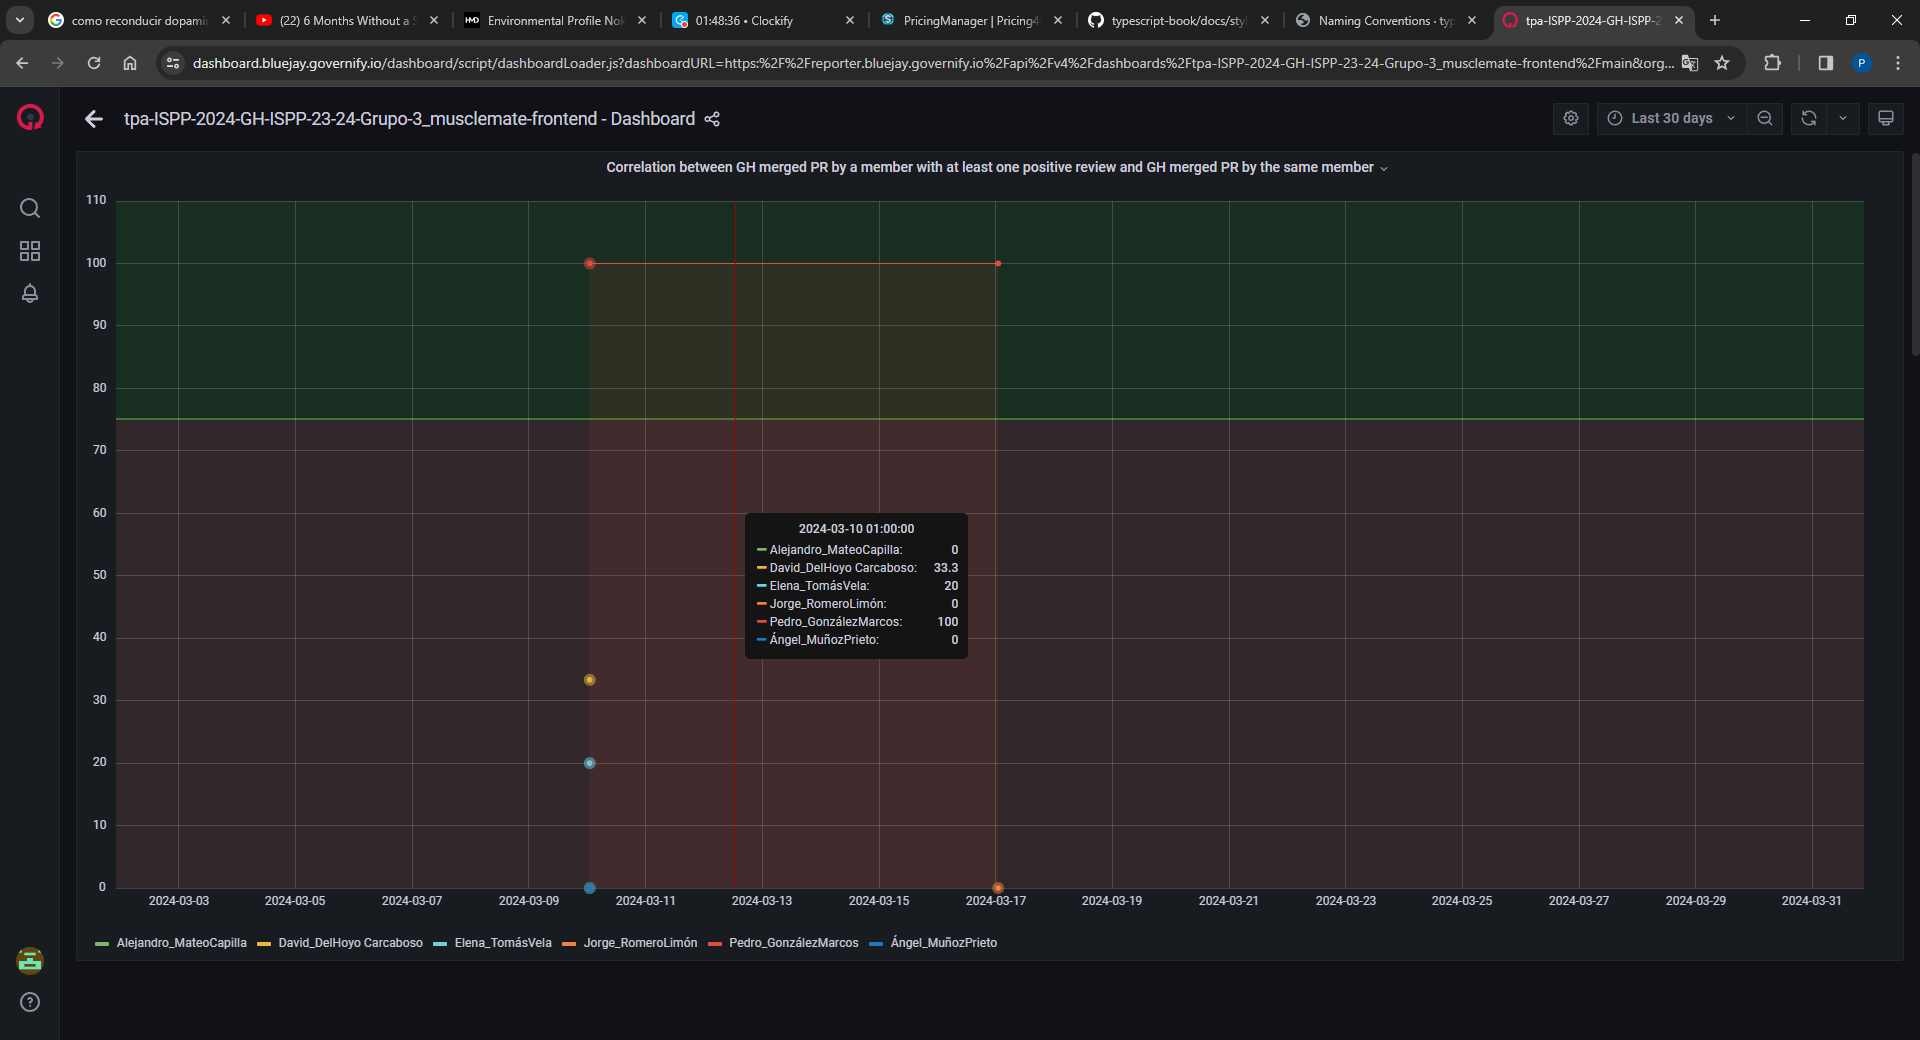 como reconducir dopami
(22) 6 Months Without a S
Environmental Profile Nok
01:48:36 • Clockify
PricingManager | Pricing4
typescript-book/docs/sty
Naming Conventions · typ
tpa-ISPP-2024-GH-ISPP-2
dashboard.bluejay.governify.io/dashboard/script/dashboardLoader.js?dashboardURL=https:%2F%2Freporter.bluejay.governify.io%2Fapi%2Fv4%2Fdashboards%2Ftpa-ISPP-2024-GH-ISPP-23-24-Grupo-3_musclemate-frontend%2Fmain&org...
P
tpa-ISPP-2024-GH-ISPP-23-24-Grupo-3_musclemate-frontend - Dashboard
Last 30 days
Correlation between GH merged PR by a member with at least one positive review and GH merged PR by the same member
110
100
90
80
70
60
50
40
30
20
10
0
2024-03-10 01:00:00
Alejandro_MateoCapilla: 0
David_DelHoyo Carcaboso: 33.3
Elena_TomásVela: 20
Jorge_RomeroLimón: 0
Pedro_GonzálezMarcos: 100
Ángel_MuñozPrieto: 0
2024-03-03 2024-03-05 2024-03-07 2024-03-09 2024-03-11 2024-03-13 2024-03-15 2024-03-17 2024-03-19 2024-03-21 2024-03-23 2024-03-25 2024-03-27 2024-03-29 2024-03-31
Alejandro_MateoCapilla David_DelHoyo Carcaboso Elena_TomásVela Jorge_RomeroLimón Pedro_GonzálezMarcos Ángel_MuñozPrieto